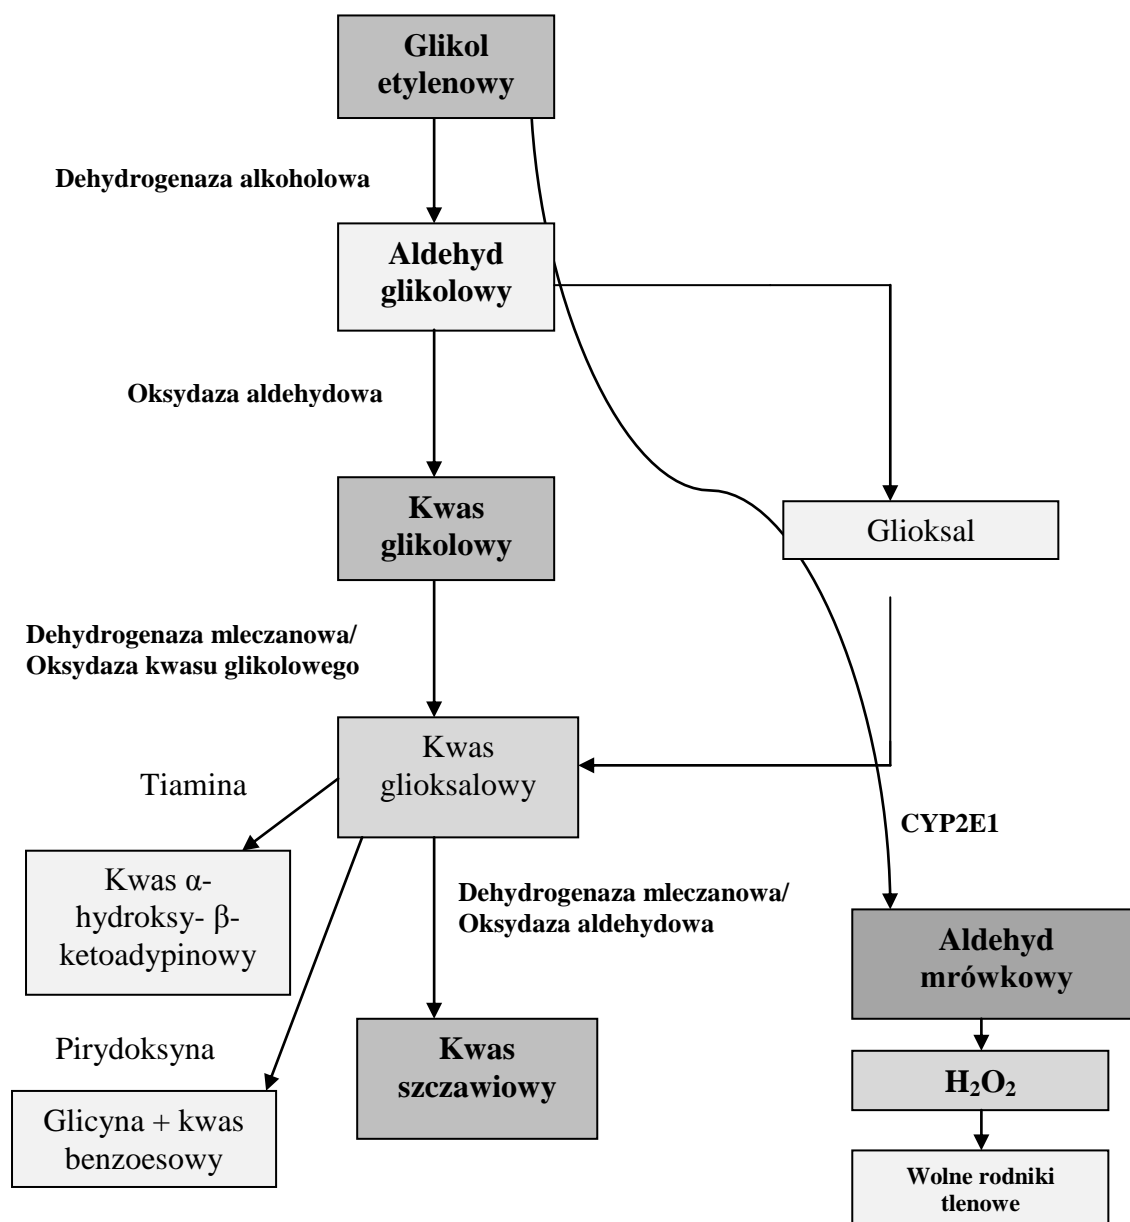 Glikol
etylenowy
Dehydrogenaza alkoholowa
Aldehyd
glikolowy
Oksydaza aldehydowa
Kwas
glikolowy
Glioksal
Dehydrogenaza mleczanowa/
Oksydaza kwasu glikolowego
Kwas
glioksalowy
Tiamina
CYP2E1
Kwas α-
hydroksy- β-
ketoadypinowy
Dehydrogenaza mleczanowa/
Oksydaza aldehydowa
Aldehyd
mrówkowy
Pirydoksyna
Kwas
szczawiowy
H₂O₂
Glicyna + kwas
benzoesowy
Wolne rodniki
tlenowe